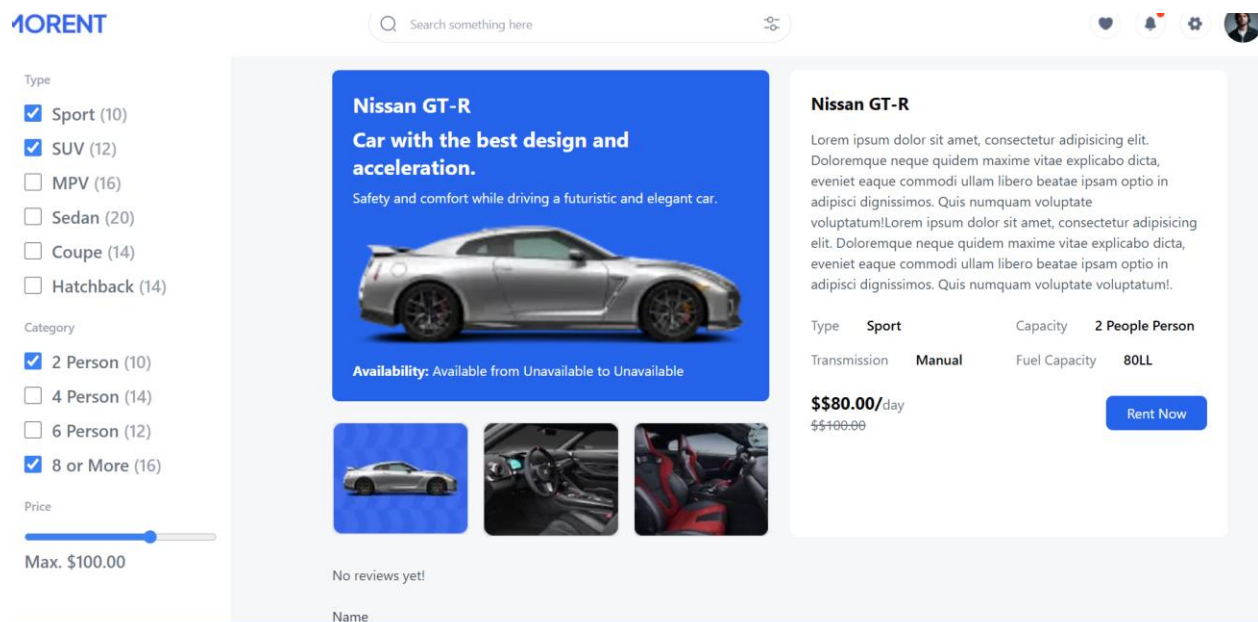 MORENT
Search something here
Type
Sport (10)
SUV (12)
MPV (16)
Sedan (20)
Coupe (14)
Hatchback (14)
Category
2 Person (10)
4 Person (14)
6 Person (12)
8 or More (16)
Price
Max. $100.00
Nissan GT-R
Car with the best design and
acceleration.
Safety and comfort while driving a futuristic and elegant car.
Availability: Available from Unavailable to Unavailable
Nissan GT-R
Lorem ipsum dolor sit amet, consectetur adipisicing elit.
Doloremque neque quidem maxime vitae explicabo dicta,
eveniet eaque commodi ullam libero beatae ipsam optio in
adipisci dignissimos. Quis numquam voluptate
voluptatum!Lorem ipsum dolor sit amet, consectetur adipisicing
elit. Doloremque neque quidem maxime vitae explicabo dicta,
eveniet eaque commodi ullam libero beatae ipsam optio in
adipisci dignissimos. Quis numquam voluptate voluptatum!.
Type Sport Capacity 2 People Person
Transmission Manual Fuel Capacity 80LL
$$80.00/day
$$100.00
Rent Now
No reviews yet!
Name